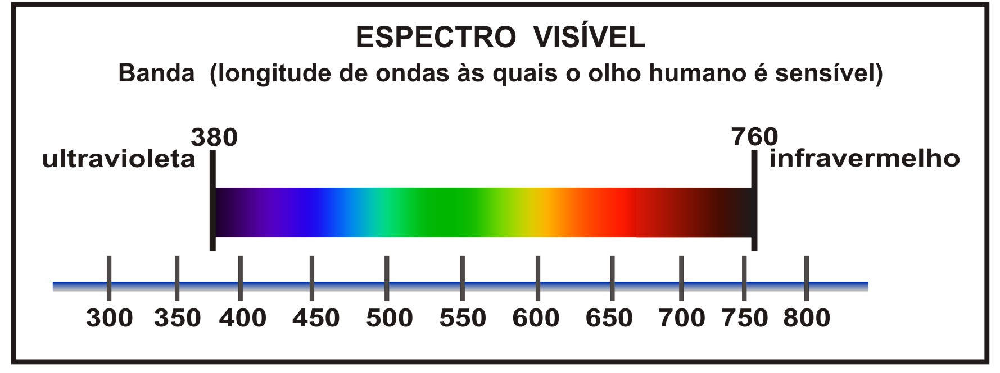 ESPECTRO VISÍVEL
Banda (longitude de ondas às quais o olho humano é sensível)
380 760
ultravioleta infravermelho
300 350 400 450 500 550 600 650 700 750 800